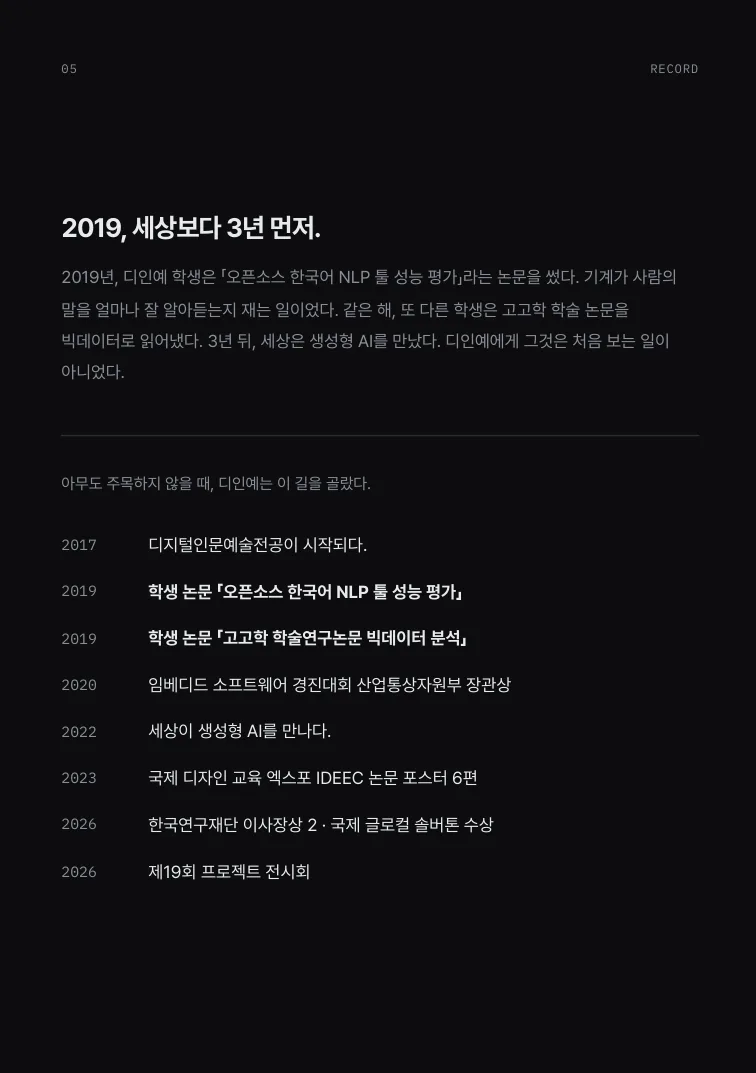 05
RECORD
2019, 세상보다 3년 먼저.
2019년, 디인예 학생은 「오픈소스 한국어 NLP 툴 성능 평가」라는 논문을 썼다. 기계가 사람의
말을 얼마나 잘 알아듣는지 재는 일이었다. 같은 해, 또 다른 학생은 고고학 학술 논문을
빅데이터로 읽어냈다. 3년 뒤, 세상은 생성형 AI를 만났다. 디인예에게 그것은 처음 보는 일이
아니었다.
아무도 주목하지 않을 때, 디인예는 이 길을 골랐다.
2017 디지털인문예술전공이 시작되다.
2019 학생 논문 「오픈소스 한국어 NLP 툴 성능 평가」
2019 학생 논문 「고고학 학술연구논문 빅데이터 분석」
2020 임베디드 소프트웨어 경진대회 산업통상자원부 장관상
2022 세상이 생성형 AI를 만나다.
2023 국제 디자인 교육 엑스포 IDEEC 논문 포스터 6편
2026 한국연구재단 이사장상 2 · 국제 글로컬 솔버톤 수상
2026 제19회 프로젝트 전시회